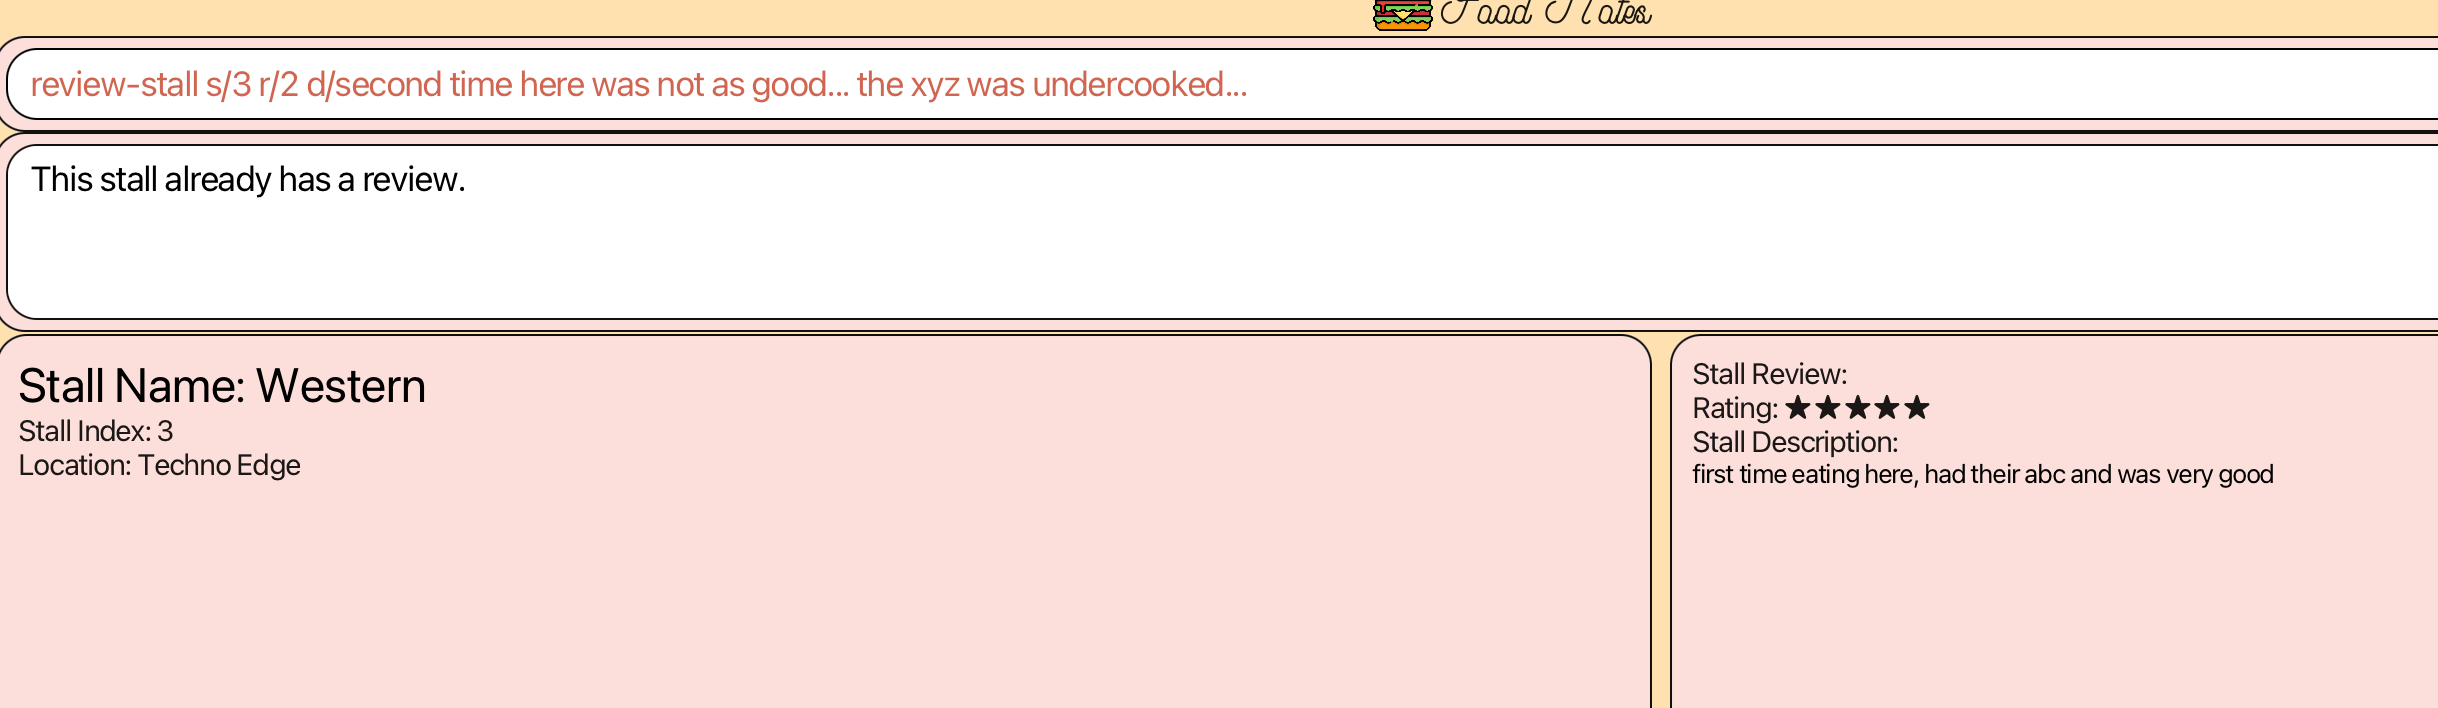 Food Notes
review-stall s/3 r/2 d/second time here was not as good... the xyz was undercooked...
This stall already has a review.
Stall Name: Western
Stall Index: 3
Location: Techno Edge
Stall Review:
Rating: ★★★★★
Stall Description:
first time eating here, had their abc and was very good